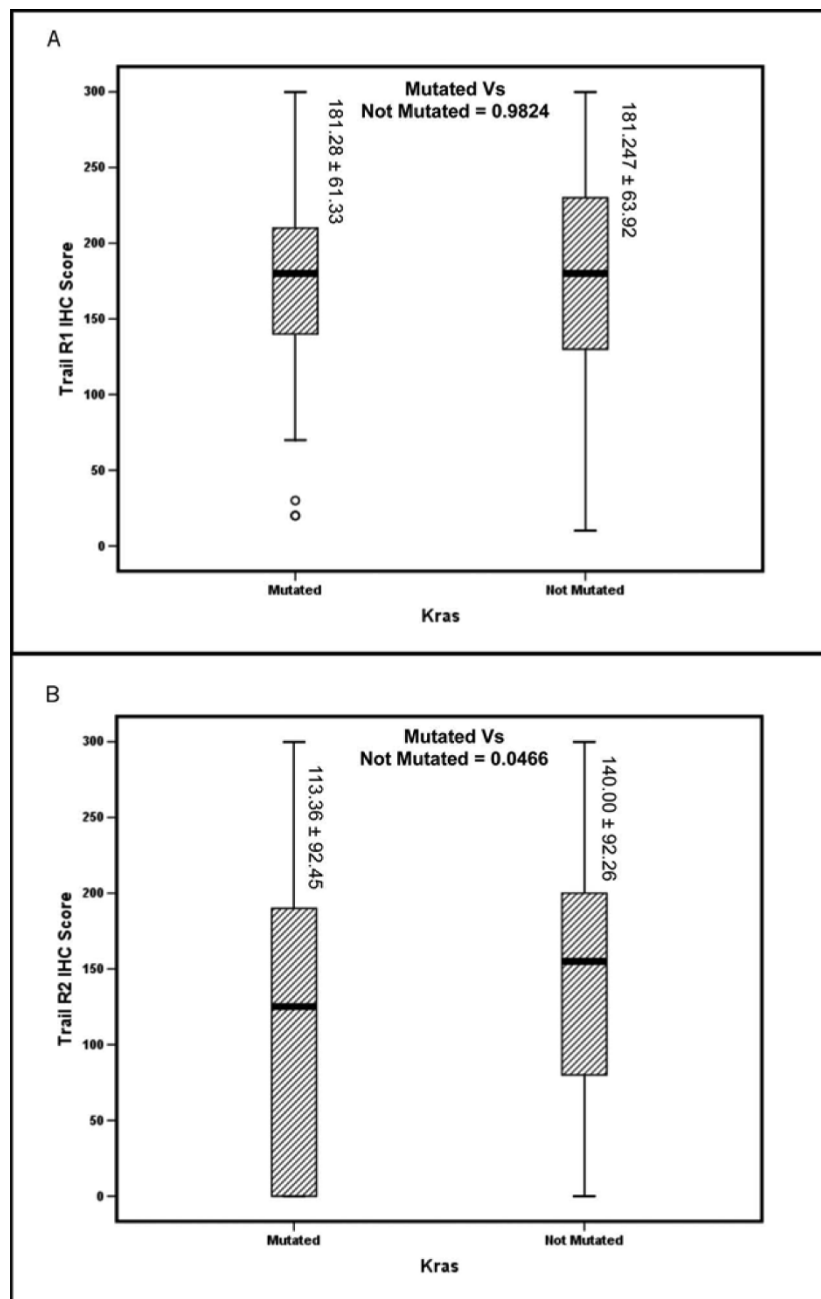 A
Mutated Vs
Not Mutated = 0.9824
181.28 ± 61.33
181.247 ± 63.92
Trail R1 IHC Score
300
250
200
150
100
50
0
Mutated
Not Mutated
Kras
B
Mutated Vs
Not Mutated = 0.0466
113.36 ± 92.45
140.00 ± 92.26
Trail R2 IHC Score
300
250
200
150
100
50
0
Mutated
Not Mutated
Kras